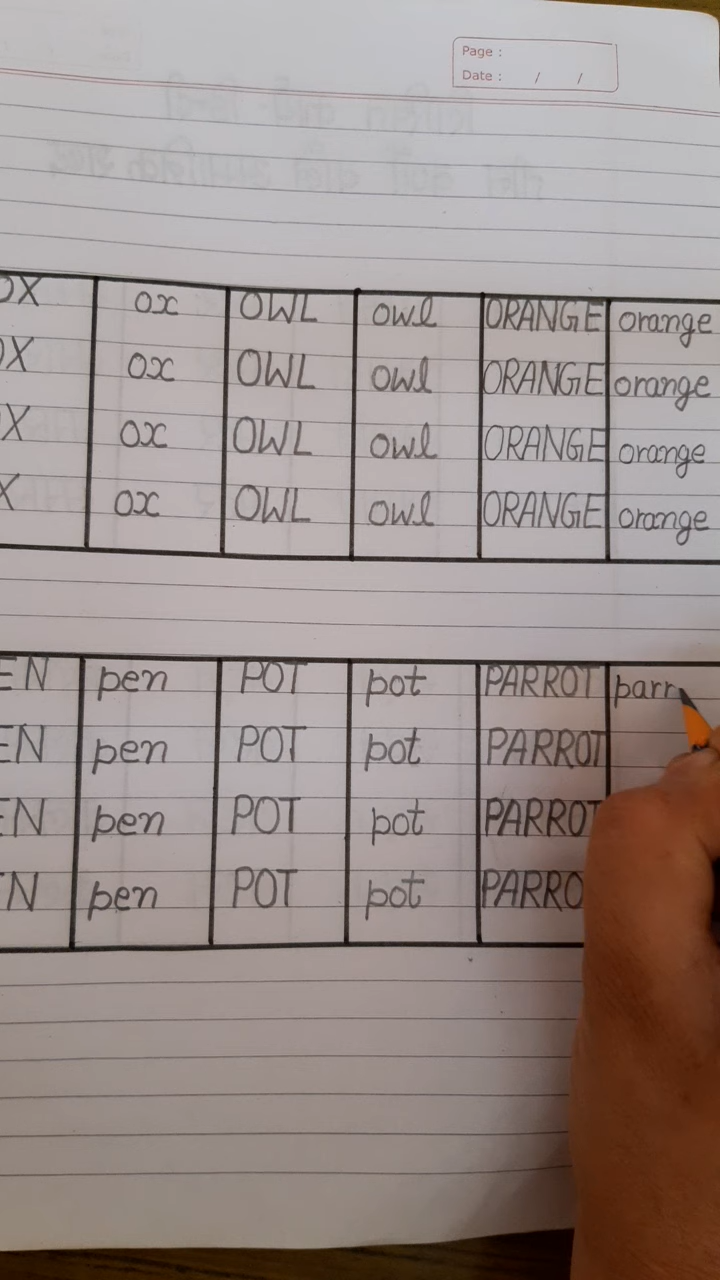 Page :
Date : / /
OX ox OWL owl ORANGE orange
OX ox OWL owl ORANGE orange
X ox OWL owl ORANGE orange
X ox OWL owl ORANGE orange
EN pen POT pot PARROT parr
EN pen POT pot PARROT
EN pen POT pot PARROT
N pen POT pot PARRO